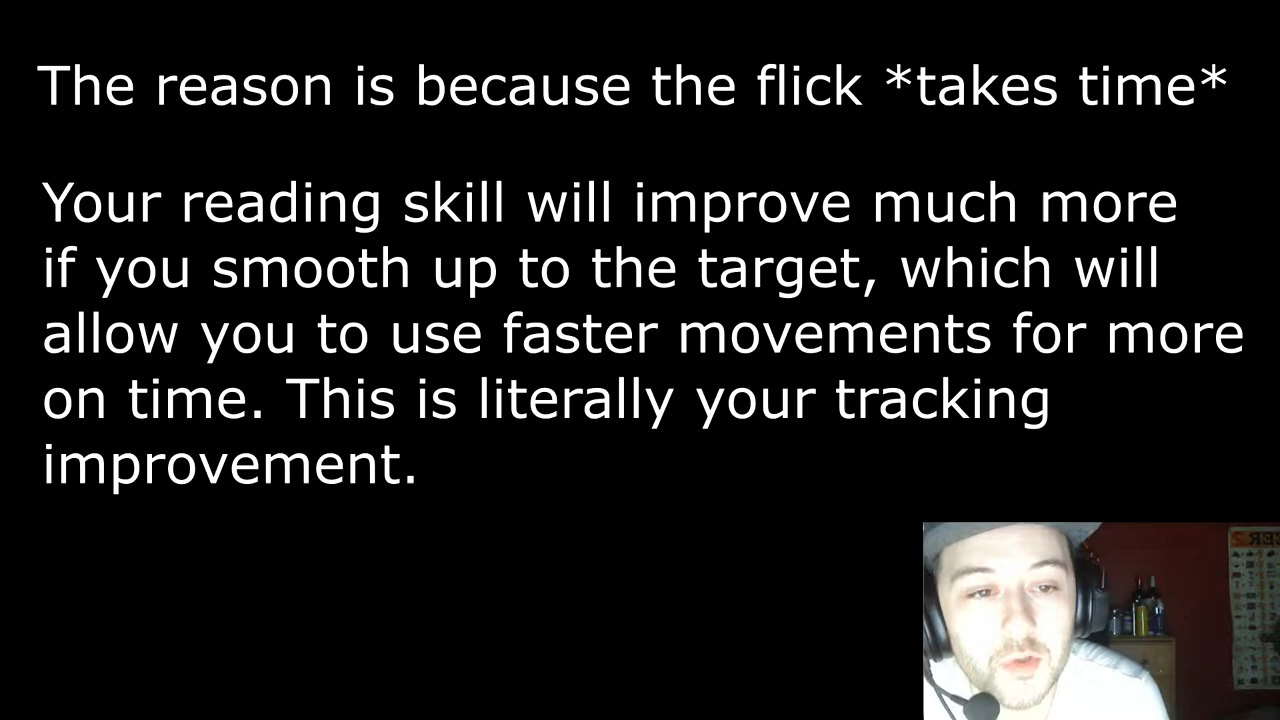 The reason is because the flick *takes time*
Your reading skill will improve much more
if you smooth up to the target, which will
allow you to use faster movements for more
on time. This is literally your tracking
improvement.